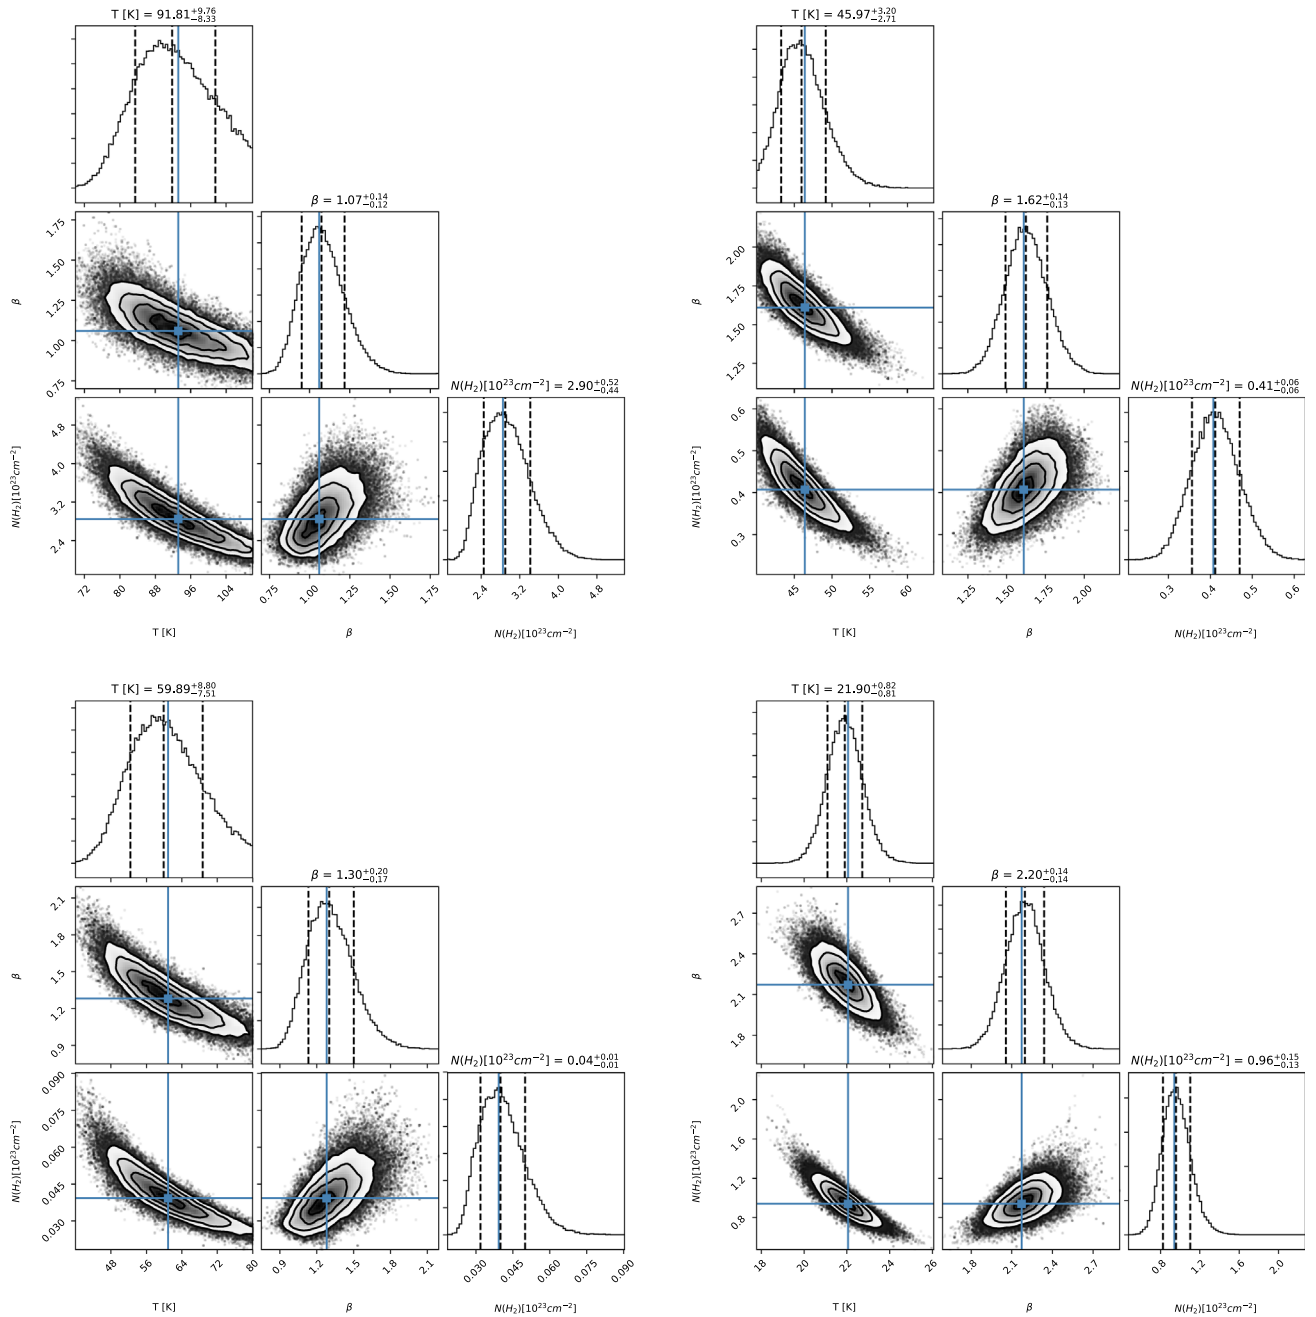 T [K] = 91.81^{+9.76}_{-8.33}
β = 1.07^{+0.14}_{-0.12}
N(H_2)[10^{23}cm^{-2}] = 2.90^{+0.52}_{-0.44}
β
1.75
1.50
1.25
1.00
0.75
N(H_2)[10^{23}cm^{-2}]
4.8
4.0
3.2
2.4
72 80 88 96 104
T [K]
0.75 1.00 1.25 1.50 1.75
β
2.4 3.2 4.0 4.8
N(H_2)[10^{23}cm^{-2}]
T [K] = 45.97^{+3.20}_{-2.71}
β = 1.62^{+0.14}_{-0.13}
N(H_2)[10^{23}cm^{-2}] = 0.41^{+0.06}_{-0.06}
β
2.00
1.75
1.50
1.25
N(H_2)[10^{23}cm^{-2}]
0.6
0.5
0.4
0.3
45 50 55 60
T [K]
1.25 1.50 1.75 2.00
β
0.3 0.4 0.5 0.6
N(H_2)[10^{23}cm^{-2}]
T [K] = 59.89^{+8.80}_{-7.51}
β = 1.30^{+0.20}_{-0.17}
N(H_2)[10^{23}cm^{-2}] = 0.04^{+0.01}_{-0.01}
β
2.1
1.8
1.5
1.2
0.9
N(H_2)[10^{23}cm^{-2}]
0.090
0.075
0.060
0.045
0.030
48 56 64 72 80
T [K]
0.9 1.2 1.5 1.8 2.1
β
0.030 0.045 0.060 0.075 0.090
N(H_2)[10^{23}cm^{-2}]
T [K] = 21.90^{+0.82}_{-0.81}
β = 2.20^{+0.14}_{-0.14}
N(H_2)[10^{23}cm^{-2}] = 0.96^{+0.15}_{-0.13}
β
2.7
2.4
2.1
1.8
N(H_2)[10^{23}cm^{-2}]
2.0
1.6
1.2
0.8
18 20 22 24 26
T [K]
1.8 2.1 2.4 2.7
β
0.8 1.2 1.6 2.0
N(H_2)[10^{23}cm^{-2}]